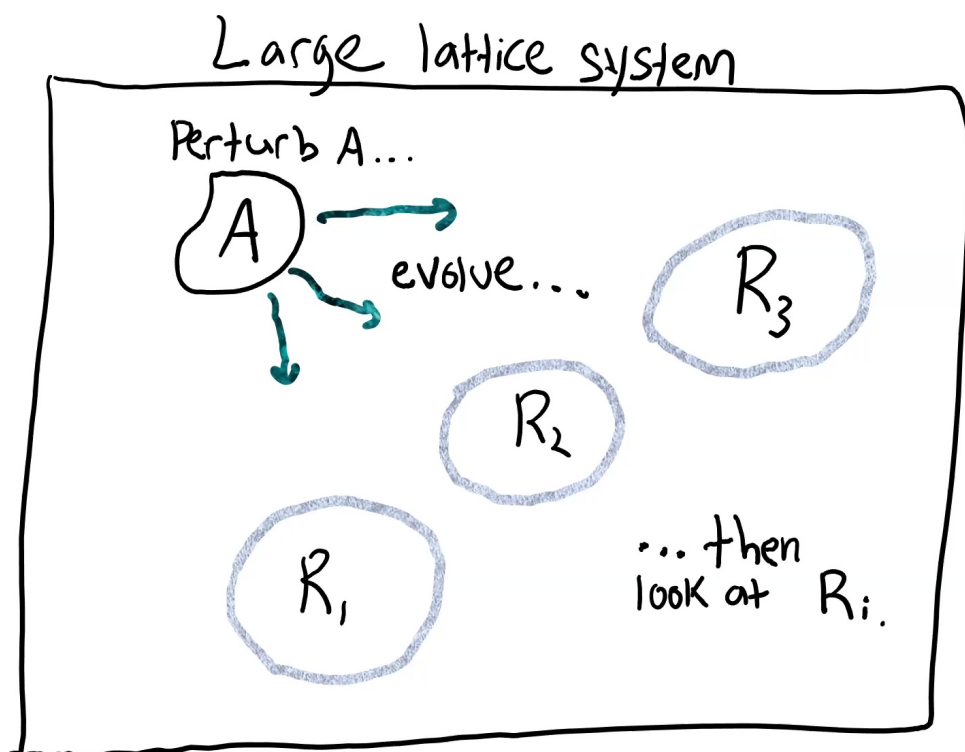 Large lattice system
Perturb A...
A
evolve...
R3
R2
R1
... then
look at Ri.